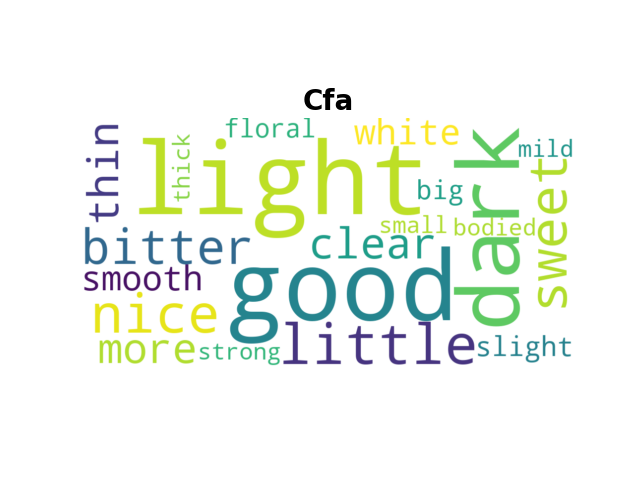 Cfa
floral
white
thin
thick
light
dark
mild
big
sweet
small
bodied
bitter
clear
smooth
good
nice
little
more
strong
slight